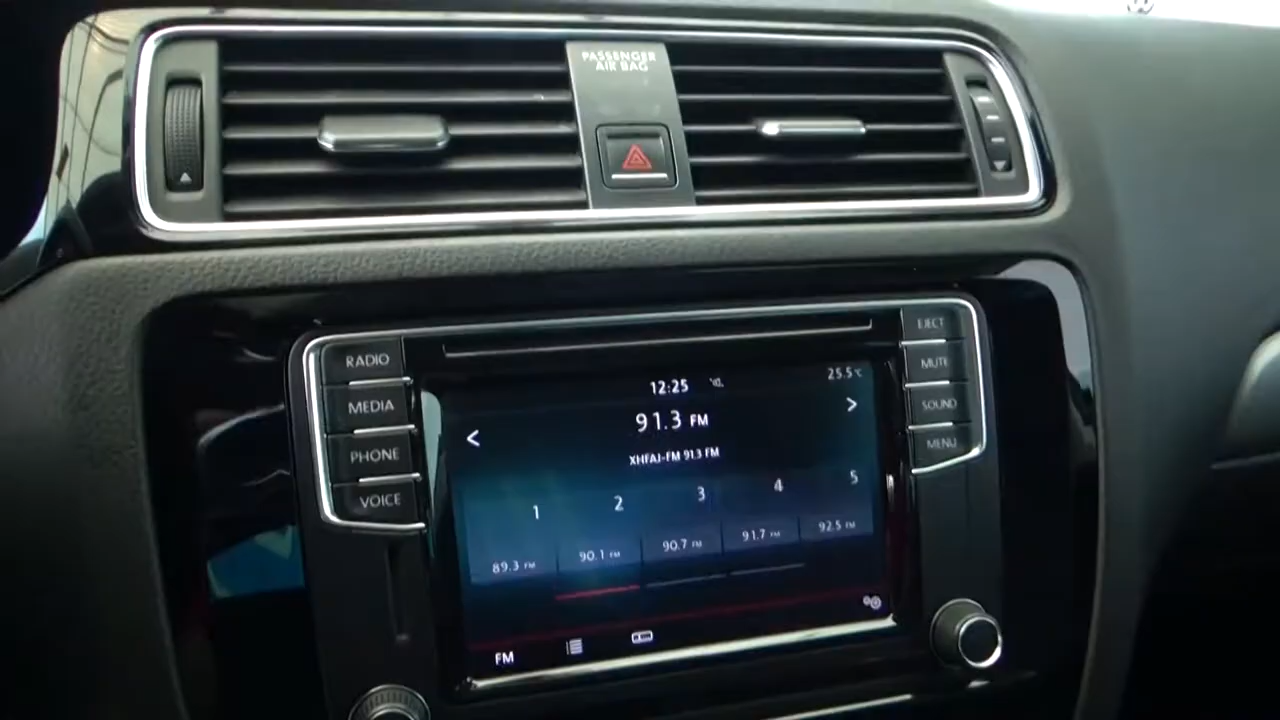 PASSENGER
AIR BAG
RADIO
MEDIA
PHONE
VOICE
EJECT
MUTE
SOUND
MENU
12:25
25.5°C
<
91.3 FM
>
XHFAJ-FM 91.3 FM
1 2 3 4 5
89.3 FM 90.1 FM 90.7 FM 91.7 FM 92.5 FM
FM